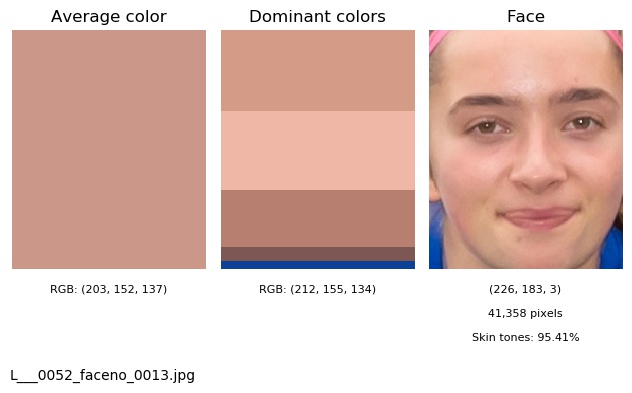 Average color
Dominant colors
Face
RGB: (203, 152, 137)
RGB: (212, 155, 134)
(226, 183, 3)
41,358 pixels
Skin tones: 95.41%
L___0052_faceno_0013.jpg